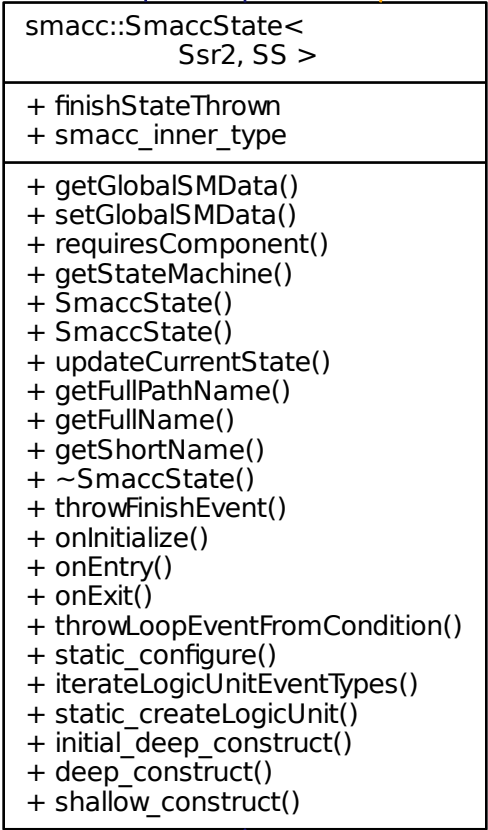 smacc::SmaccState<
Ssr2, SS >
+ finishStateThrown
+ smacc_inner_type
+ getGlobalSMData()
+ setGlobalSMData()
+ requiresComponent()
+ getStateMachine()
+ SmaccState()
+ SmaccState()
+ updateCurrentState()
+ getFullPathName()
+ getFullName()
+ getShortName()
+ ~SmaccState()
+ throwFinishEvent()
+ onInitialize()
+ onEntry()
+ onExit()
+ throwLoopEventFromCondition()
+ static_configure()
+ iterateLogicUnitEventTypes()
+ static_createLogicUnit()
+ initial_deep_construct()
+ deep_construct()
+ shallow_construct()